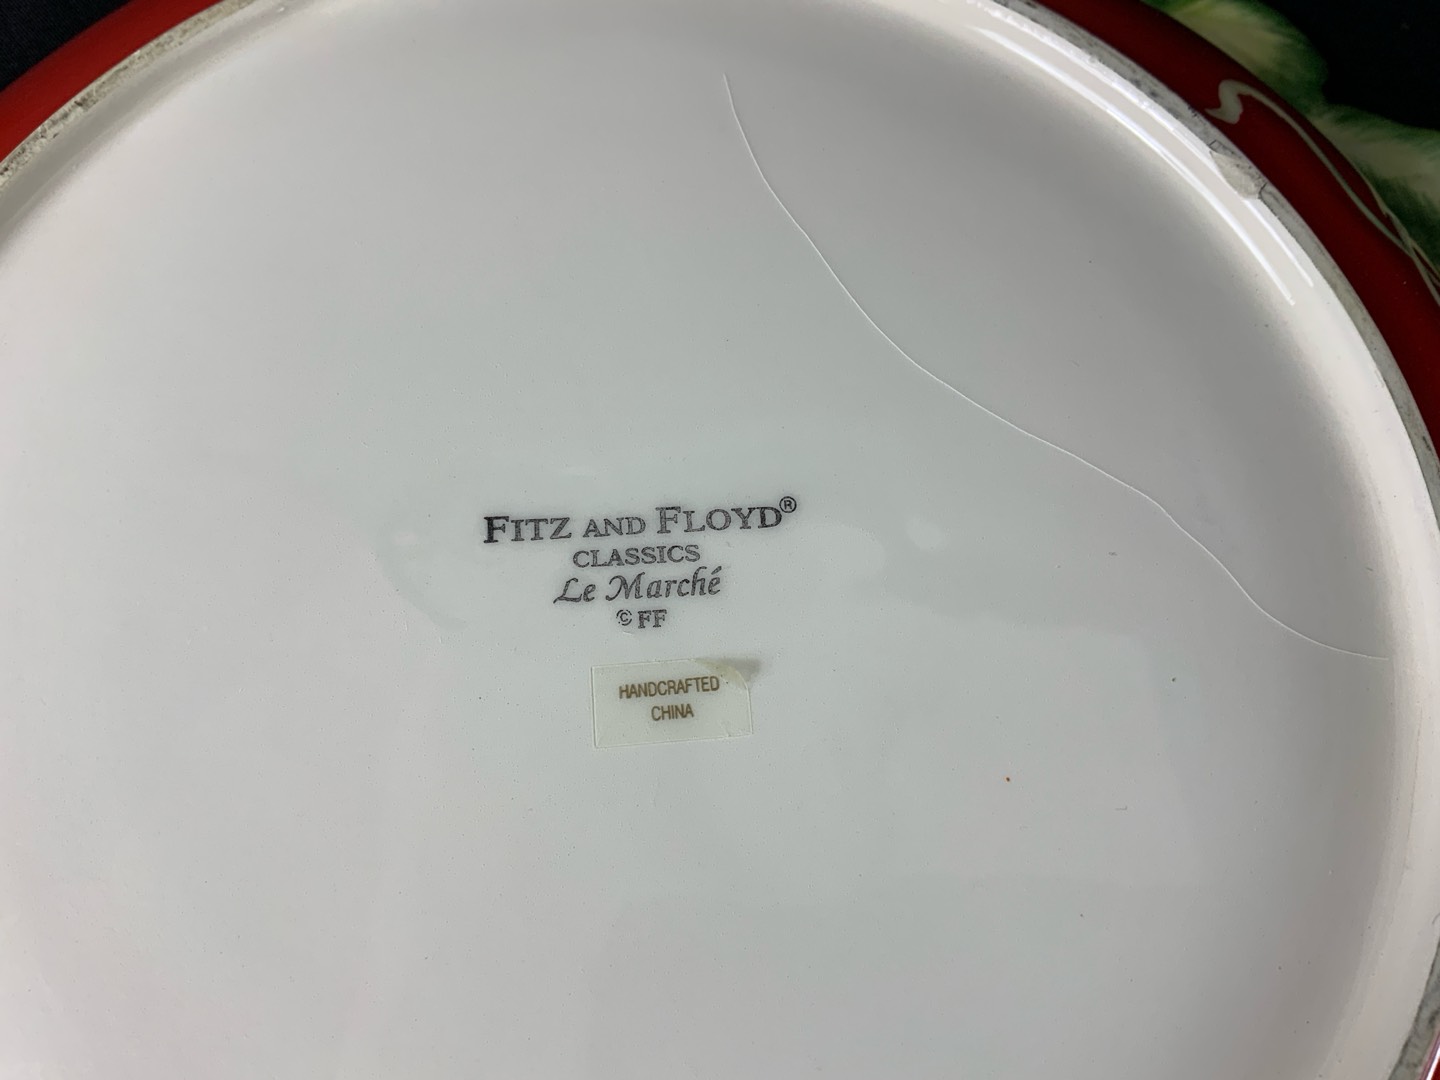 FITZ AND FLOYD®
CLASSICS
Le Marché
© FF
HANDCRAFTED
CHINA